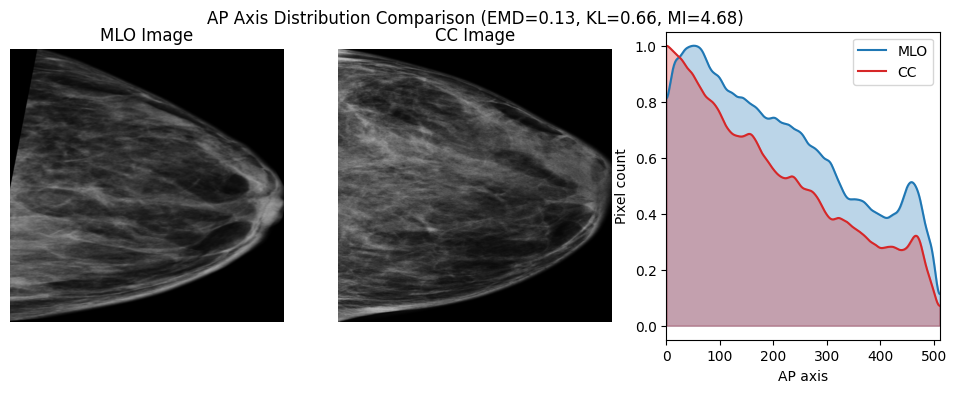 AP Axis Distribution Comparison (EMD=0.13, KL=0.66, MI=4.68)
MLO Image
CC Image
MLO
CC
Pixel count
1.0
0.8
0.6
0.4
0.2
0.0
0 100 200 300 400 500
AP axis